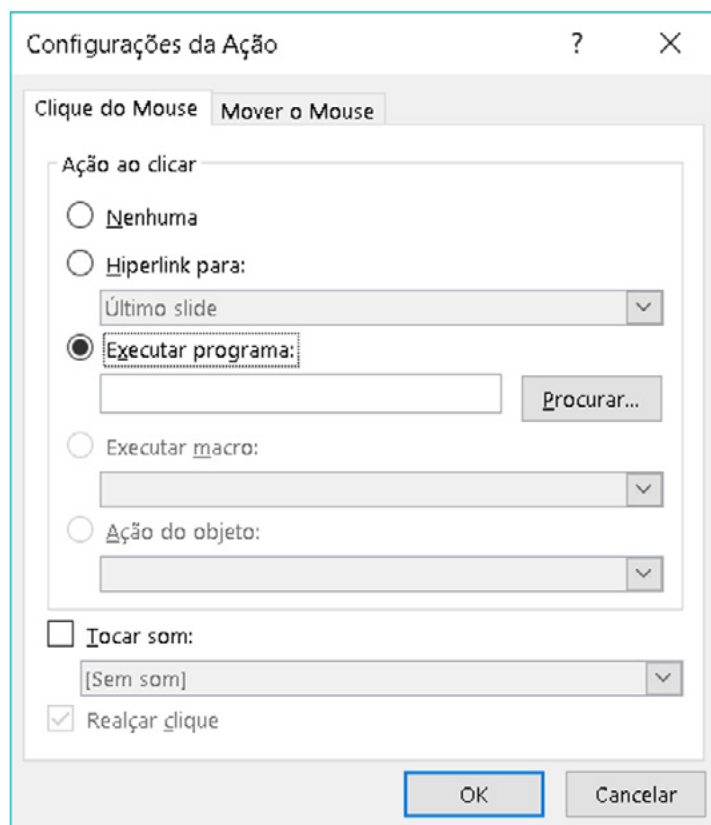 Configurações da Ação ?
Clique do Mouse Mover o Mouse
Ação ao clicar
Nenhuma
Hiperlink para:
Último slide
Executar programa:
Procurar...
Executar macro:
Ação do objeto:
Tocar som:
[Sem som]
Realçar clique
OK Cancelar